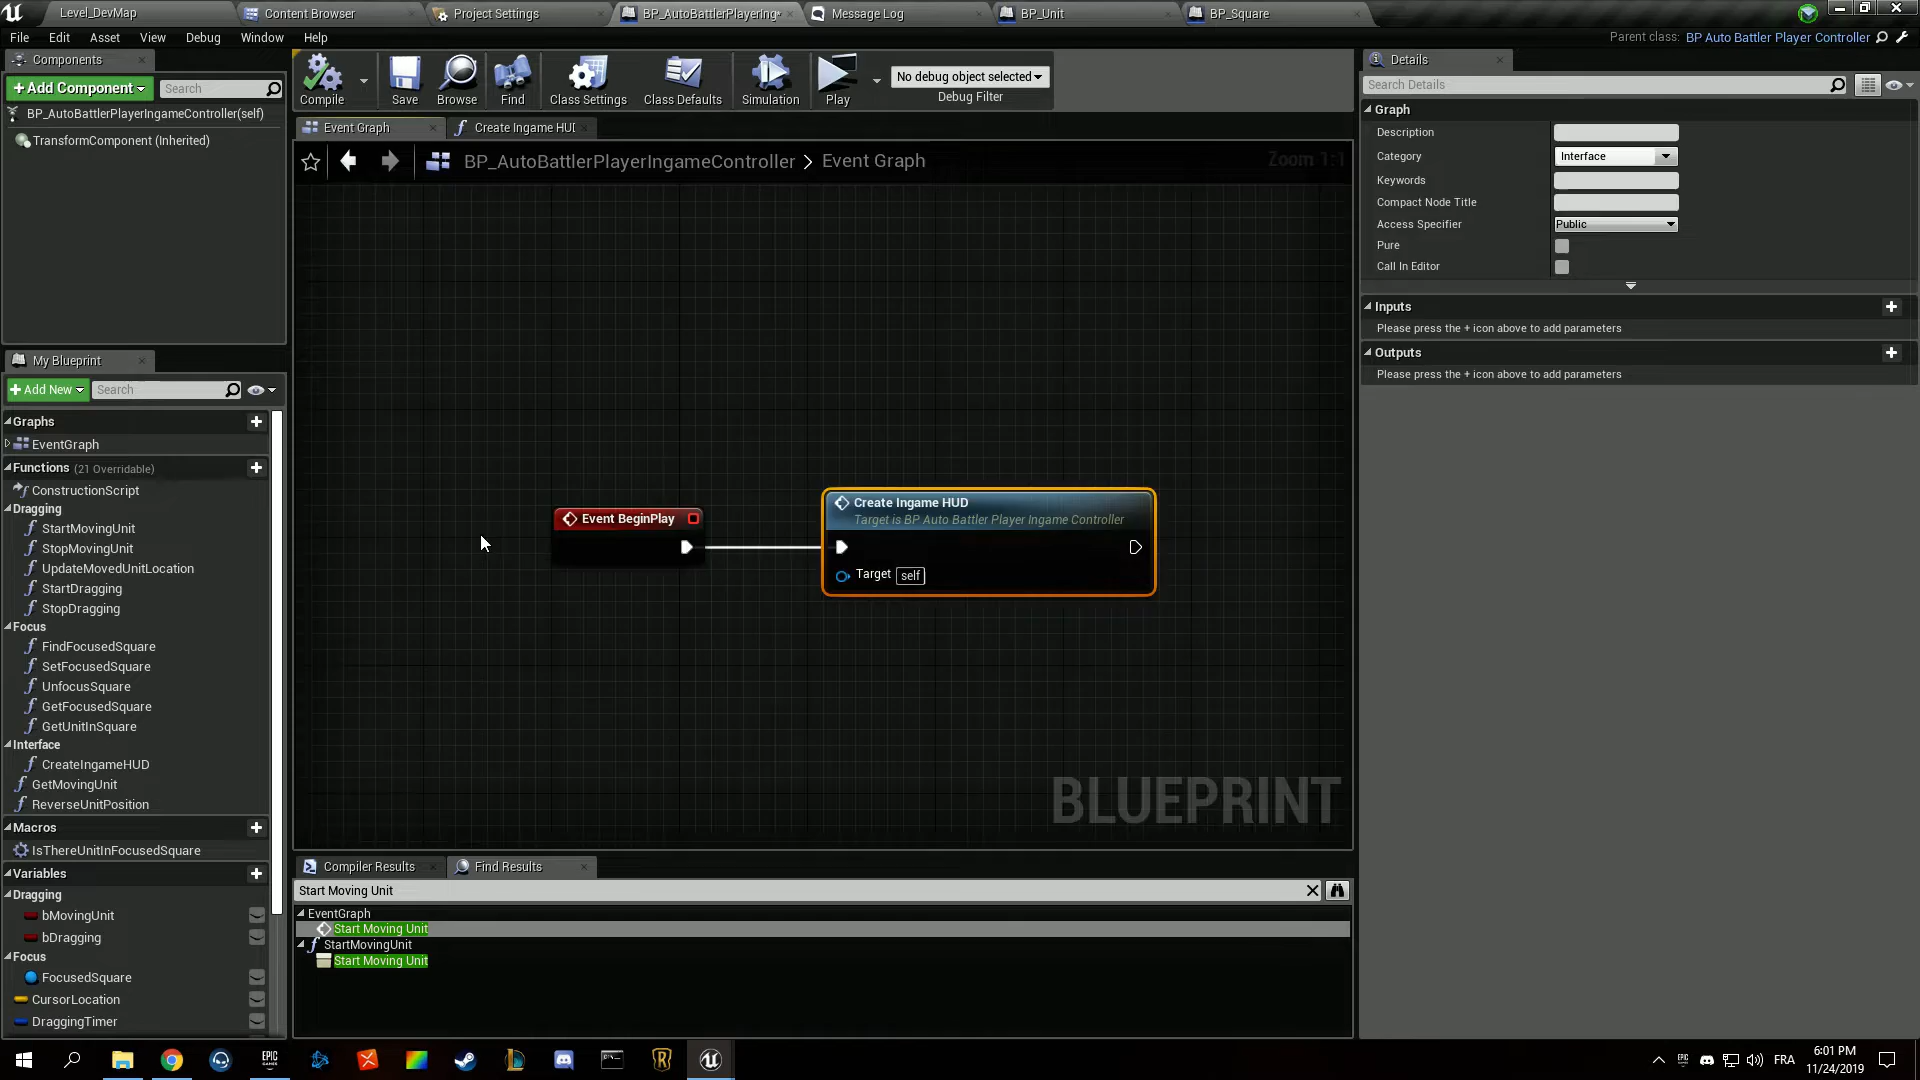 Level_DevMap
Content Browser
Project Settings
BP_AutoBattlerPlayerIng*
Message Log
BP_Unit
BP_Square
File Edit Asset View Debug Window Help
Parent class: BP Auto Battler Player Controller
Components
+Add Component
Search
BP_AutoBattlerPlayerIngameController(self)
TransformComponent (Inherited)
Compile
Save
Browse
Find
Class Settings
Class Defaults
Simulation
Play
No debug object selected
Debug Filter
Event Graph
Create Ingame HUD
BP_AutoBattlerPlayerIngameController > Event Graph
Zoom 1:1
My Blueprint
+Add New
Search
Graphs
EventGraph
Functions (21 Overridable)
ConstructionScript
Dragging
StartMovingUnit
StopMovingUnit
UpdateMovedUnitLocation
StartDragging
StopDragging
Focus
FindFocusedSquare
SetFocusedSquare
UnfocusSquare
GetFocusedSquare
GetUnitInSquare
Interface
CreateIngameHUD
GetMovingUnit
ReverseUnitPosition
Macros
IsThereUnitInFocusedSquare
Variables
Dragging
bMovingUnit
bDragging
Focus
FocusedSquare
CursorLocation
DraggingTimer
Event BeginPlay
Create Ingame HUD
Target is BP Auto Battler Player Ingame Controller
Target self
BLUEPRINT
Compiler Results
Find Results
Start Moving Unit
EventGraph
Start Moving Unit
StartMovingUnit
Start Moving Unit
Details
Search Details
Graph
Description
Category Interface
Keywords
Compact Node Title
Access Specifier Public
Pure
Call In Editor
Inputs
Please press the + icon above to add parameters
Outputs
Please press the + icon above to add parameters
EPIC
GAMES
FRA
6:01 PM
11/24/2019